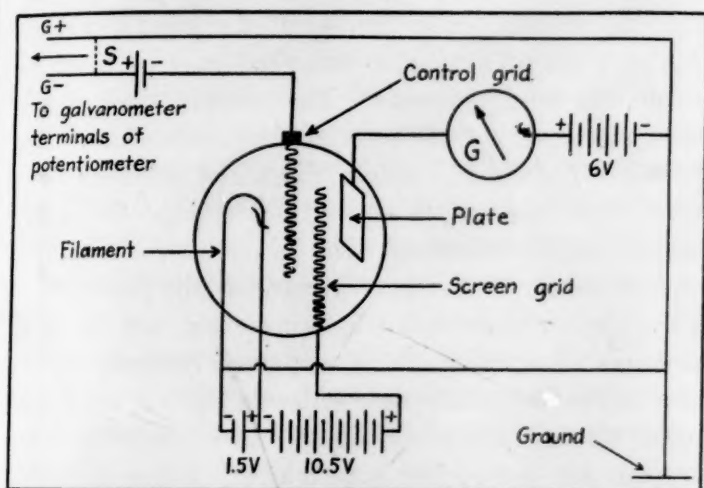 G+
S
+ -
G-
To galvanometer
terminals of
potentiometer
Control grid
G
+ -
6V
Plate
Filament
Screen grid
- + - +
1.5V 10.5V
Ground